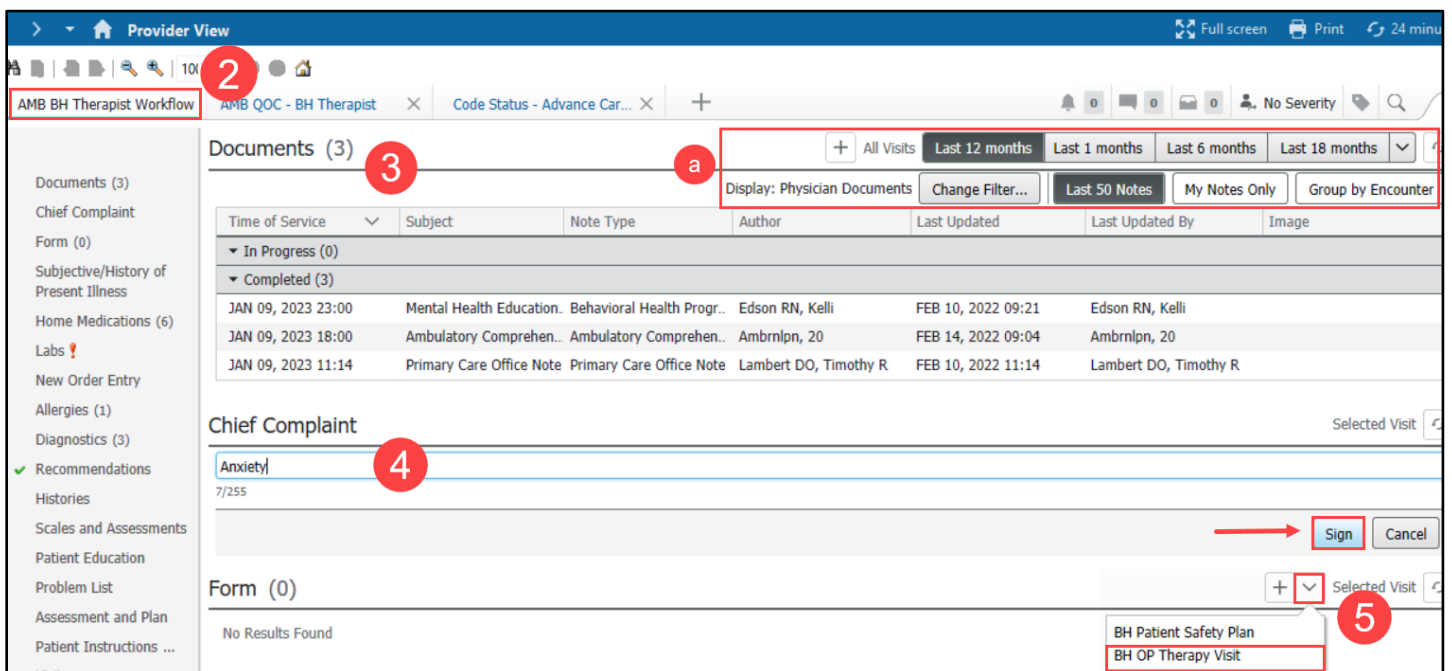 Provider View Full screen Print 24 minu
2
AMB BH Therapist Workflow AMB QOC - BH Therapist Code Status - Advance Car... 0 0 0 No Severity
Documents (3) 3 a All Visits Last 12 months Last 1 months Last 6 months Last 18 months
Display: Physician Documents Change Filter... Last 50 Notes My Notes Only Group by Encounter
Time of Service Subject Note Type Author Last Updated Last Updated By Image
In Progress (0)
Completed (3)
JAN 09, 2023 23:00 Mental Health Education.. Behavioral Health Progr.. Edson RN, Kelli FEB 10, 2022 09:21 Edson RN, Kelli
JAN 09, 2023 18:00 Ambulatory Comprehen... Ambulatory Comprehen.. Ambrnlpn, 20 FEB 14, 2022 09:04 Ambrnlpn, 20
JAN 09, 2023 11:14 Primary Care Office Note Primary Care Office Note Lambert DO, Timothy R FEB 10, 2022 11:14 Lambert DO, Timothy R
Chief Complaint Selected Visit
Anxiety 4
7/255
Sign Cancel
Form (0) Selected Visit
5
No Results Found
BH Patient Safety Plan
BH OP Therapy Visit
Documents (3)
Chief Complaint
Form (0)
Subjective/History of
Present Illness
Home Medications (6)
Labs
New Order Entry
Allergies (1)
Diagnostics (3)
Recommendations
Histories
Scales and Assessments
Patient Education
Problem List
Assessment and Plan
Patient Instructions ...